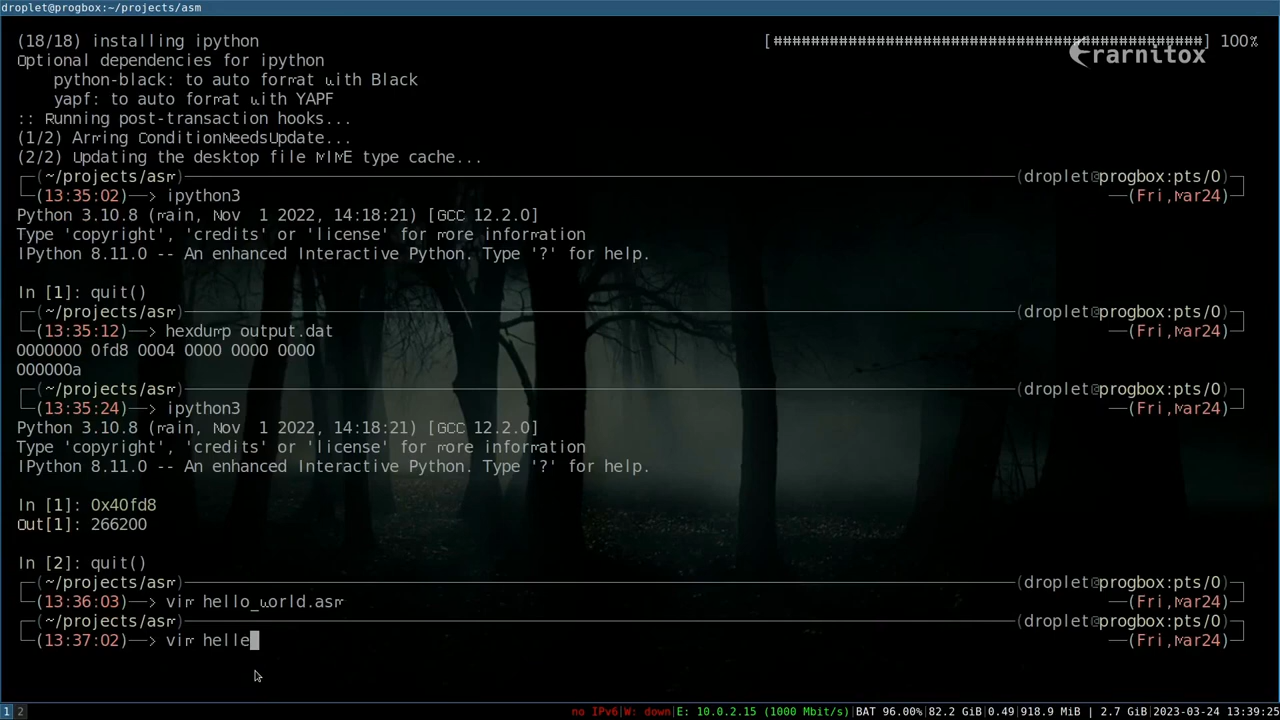 droplet@progbox:~/projects/asm
(18/18) installing ipython [############################################] 100%
rarnitox
Optional dependencies for ipython
python-black: to auto format with Black
yapf: to auto format with YAPF
:: Running post-transaction hooks...
(1/2) Arming ConditionNeedsUpdate...
(2/2) Updating the desktop file MIME type cache...
(~/projects/asm) (droplet@progbox:pts/0)
(13:35:02)──> ipython3 (Fri,Mar24)
Python 3.10.8 (main, Nov 1 2022, 14:18:21) [GCC 12.2.0]
Type 'copyright', 'credits' or 'license' for more information
IPython 8.11.0 -- An enhanced Interactive Python. Type '?' for help.
In [1]: quit()
(~/projects/asm) (droplet@progbox:pts/0)
(13:35:12)──> hexdump output.dat (Fri,Mar24)
0000000 0fd8 0004 0000 0000 0000
000000a
(~/projects/asm) (droplet@progbox:pts/0)
(13:35:24)──> ipython3 (Fri,Mar24)
Python 3.10.8 (main, Nov 1 2022, 14:18:21) [GCC 12.2.0]
Type 'copyright', 'credits' or 'license' for more information
IPython 8.11.0 -- An enhanced Interactive Python. Type '?' for help.
In [1]: 0x40fd8
Out[1]: 266200
In [2]: quit()
(~/projects/asm) (droplet@progbox:pts/0)
(13:36:03)──> vim hello_world.asm (Fri,Mar24)
(~/projects/asm) (droplet@progbox:pts/0)
(13:37:02)──> vim helle (Fri,Mar24)
1 2 no IPv6|W: down|E: 10.0.2.15 (1000 Mbit/s)|BAT 96.00%|82.2 GiB|0.49|918.9 MiB | 2.7 GiB|2023-03-24 13:39:25